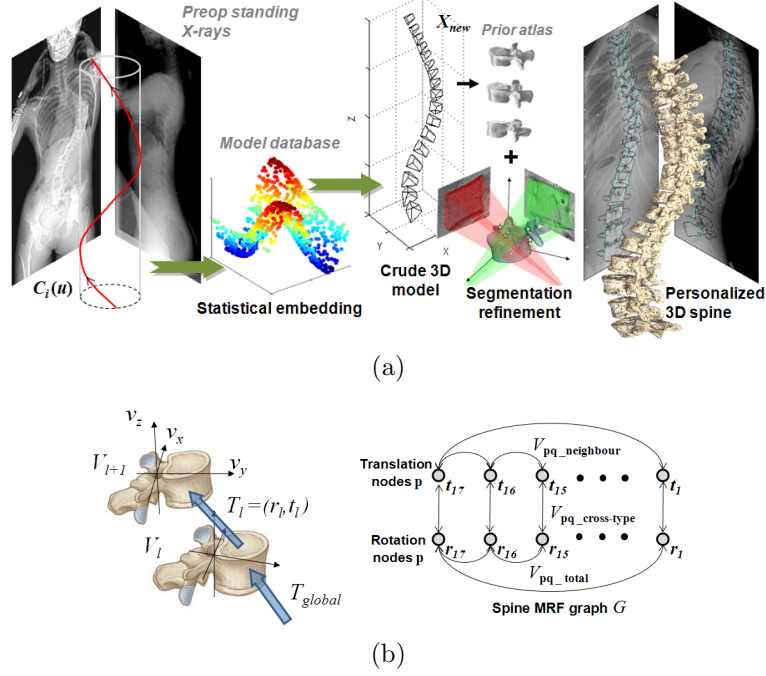 Preop standing
X-rays
C_i(u)
Model database
Statistical embedding
X_new
Prior atlas
Z
Y
X
+
Crude 3D
model
Segmentation
refinement
Personalized
3D spine
(a)
v_z
v_x
v_y
V_{l+1}
T_l=(r_l,t_l)
V_l
T_global
Translation
nodes p
V_pq_neighbour
t_17 t_16 t_15 • • • t_1
V_pq_cross-type
Rotation
nodes p
r_17 r_16 r_15 • • • r_1
V_pq_total
Spine MRF graph G
(b)